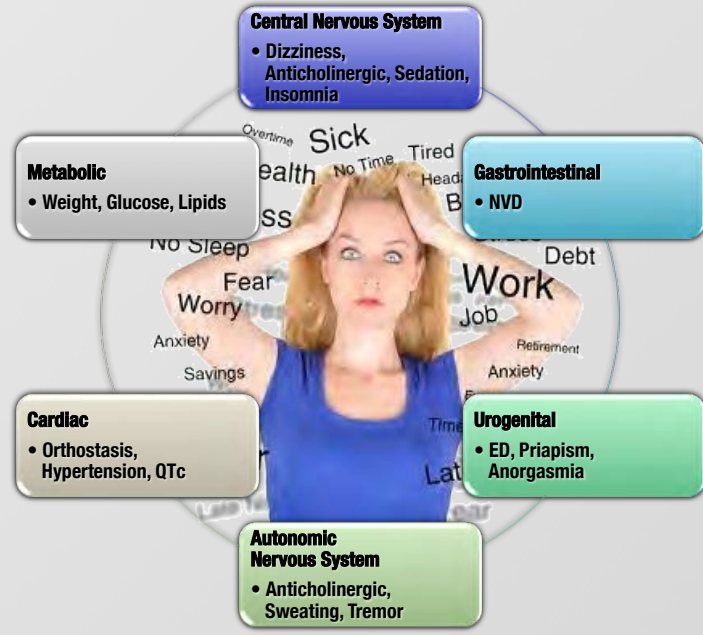 Central Nervous System
• Dizziness,
Anticholinergic, Sedation,
Insomnia
Metabolic
• Weight, Glucose, Lipids
Gastrointestinal
• NVD
Overtime
Sick
No Time
Tired
No Sleep
Debt
Fear
Work
Worry
Job
Anxiety
Retirement
Savings
Anxiety
Cardiac
• Orthostasis,
Hypertension, QTc
Urogenital
• ED, Priapism,
Anorgasmia
Autonomic
Nervous System
• Anticholinergic,
Sweating, Tremor